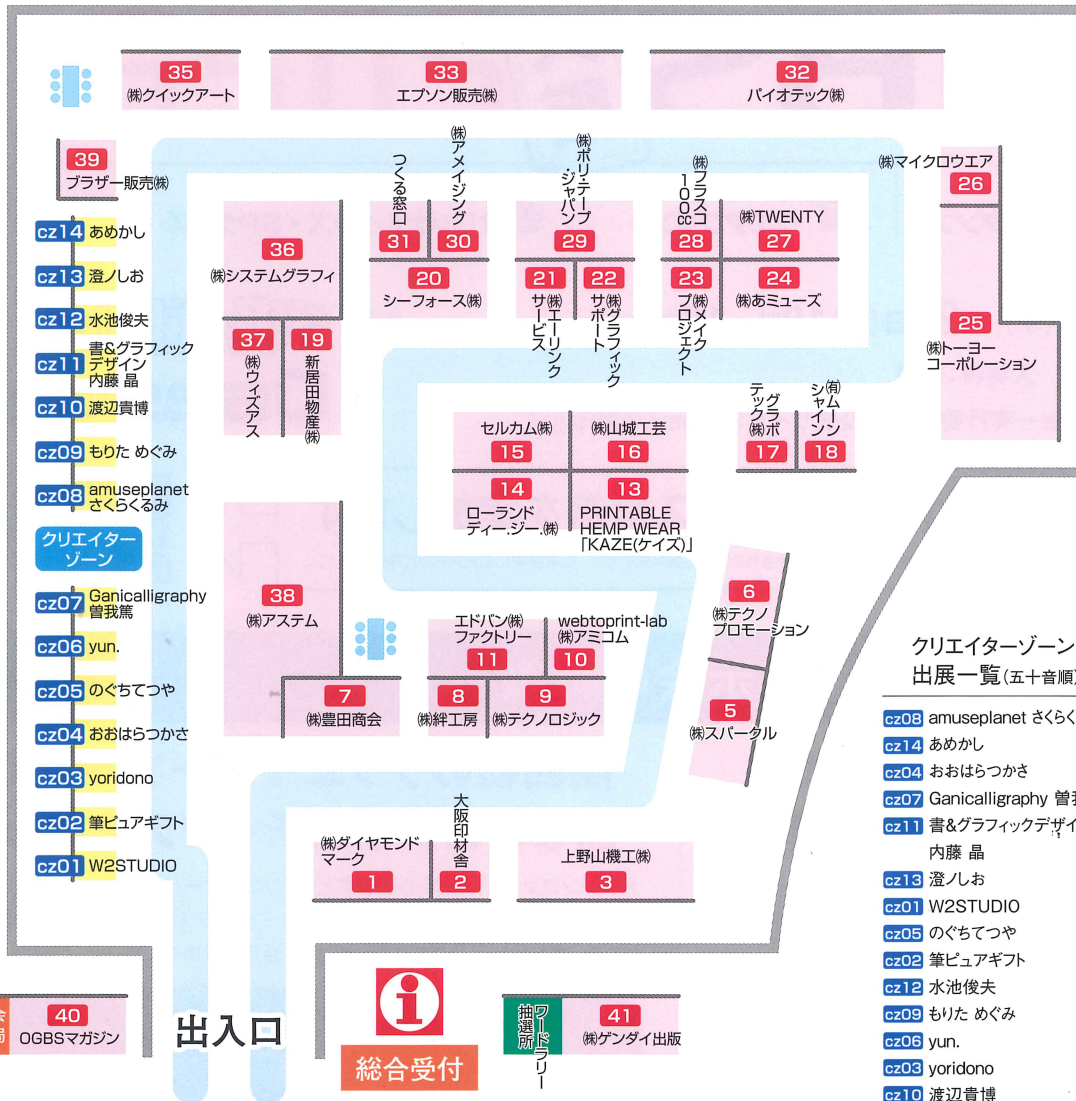 35
㈱クイックアート
33
エプソン販売㈱
32
パイオテック㈱
39
ブラザー販売㈱
㈱マイクロウエア
26
36
㈱システムグラフィ
つくる窓口
31
㈱アメイジング
30
㈱ポリ・テープ
ジャパン
29
㈱フラスコ
100cc
28
㈱TWENTY
27
20
シーフォース㈱
21
㈱エーリンク
サービス
22
㈱グラフィック
サポート
23
㈱メイク
プロジェクト
24
㈱あミューズ
25
㈱トーヨー
コーポレーション
37
㈱ウィズアス
19
新居田物産㈱
セルカム㈱
15
㈱山城工芸
16
グラボ
テック㈱
17
㈲ムーン
シャイン
18
14
ローランド
ディー.ジー.㈱
13
PRINTABLE
HEMP WEAR
「KAZE(ケイズ)」
cz14 あめかし
cz13 澄ノしお
cz12 水池俊夫
cz11 書&グラフィック
デザイン
内藤 晶
cz10 渡辺貴博
cz09 もりた めぐみ
cz08 amuseplanet
さくらくるみ
クリエイター
ゾーン
cz07 Ganicalligraphy
曽我篤
cz06 yun.
cz05 のぐちてつや
cz04 おおはらつかさ
cz03 yoridono
cz02 筆ピュアギフト
cz01 W2STUDIO
38
㈱アステム
エドバン㈱
ファクトリー
11
webtoprint-lab
㈱アミコム
10
6
㈱テクノ
プロモーション
7
㈱豊田商会
8
㈱絆工房
9
㈱テクノロジック
5
㈱スパークル
㈱ダイヤモンド
マーク
1
大阪印材舎
2
上野山機工㈱
3
クリエイターゾーン
出展一覧(五十音順)
cz08 amuseplanet さくらく
cz14 あめかし
cz04 おおはらつかさ
cz07 Ganicalligraphy 曽我
cz11 書&グラフィックデザイ
内藤 晶
cz13 澄ノしお
cz01 W2STUDIO
cz05 のぐちてつや
cz02 筆ピュアギフト
cz12 水池俊夫
cz09 もりた めぐみ
cz06 yun.
cz03 yoridono
cz10 渡辺貴博
40
OGBSマガジン
出入口
i
総合受付
ワードラリー
抽選所
41
㈱ゲンダイ出版